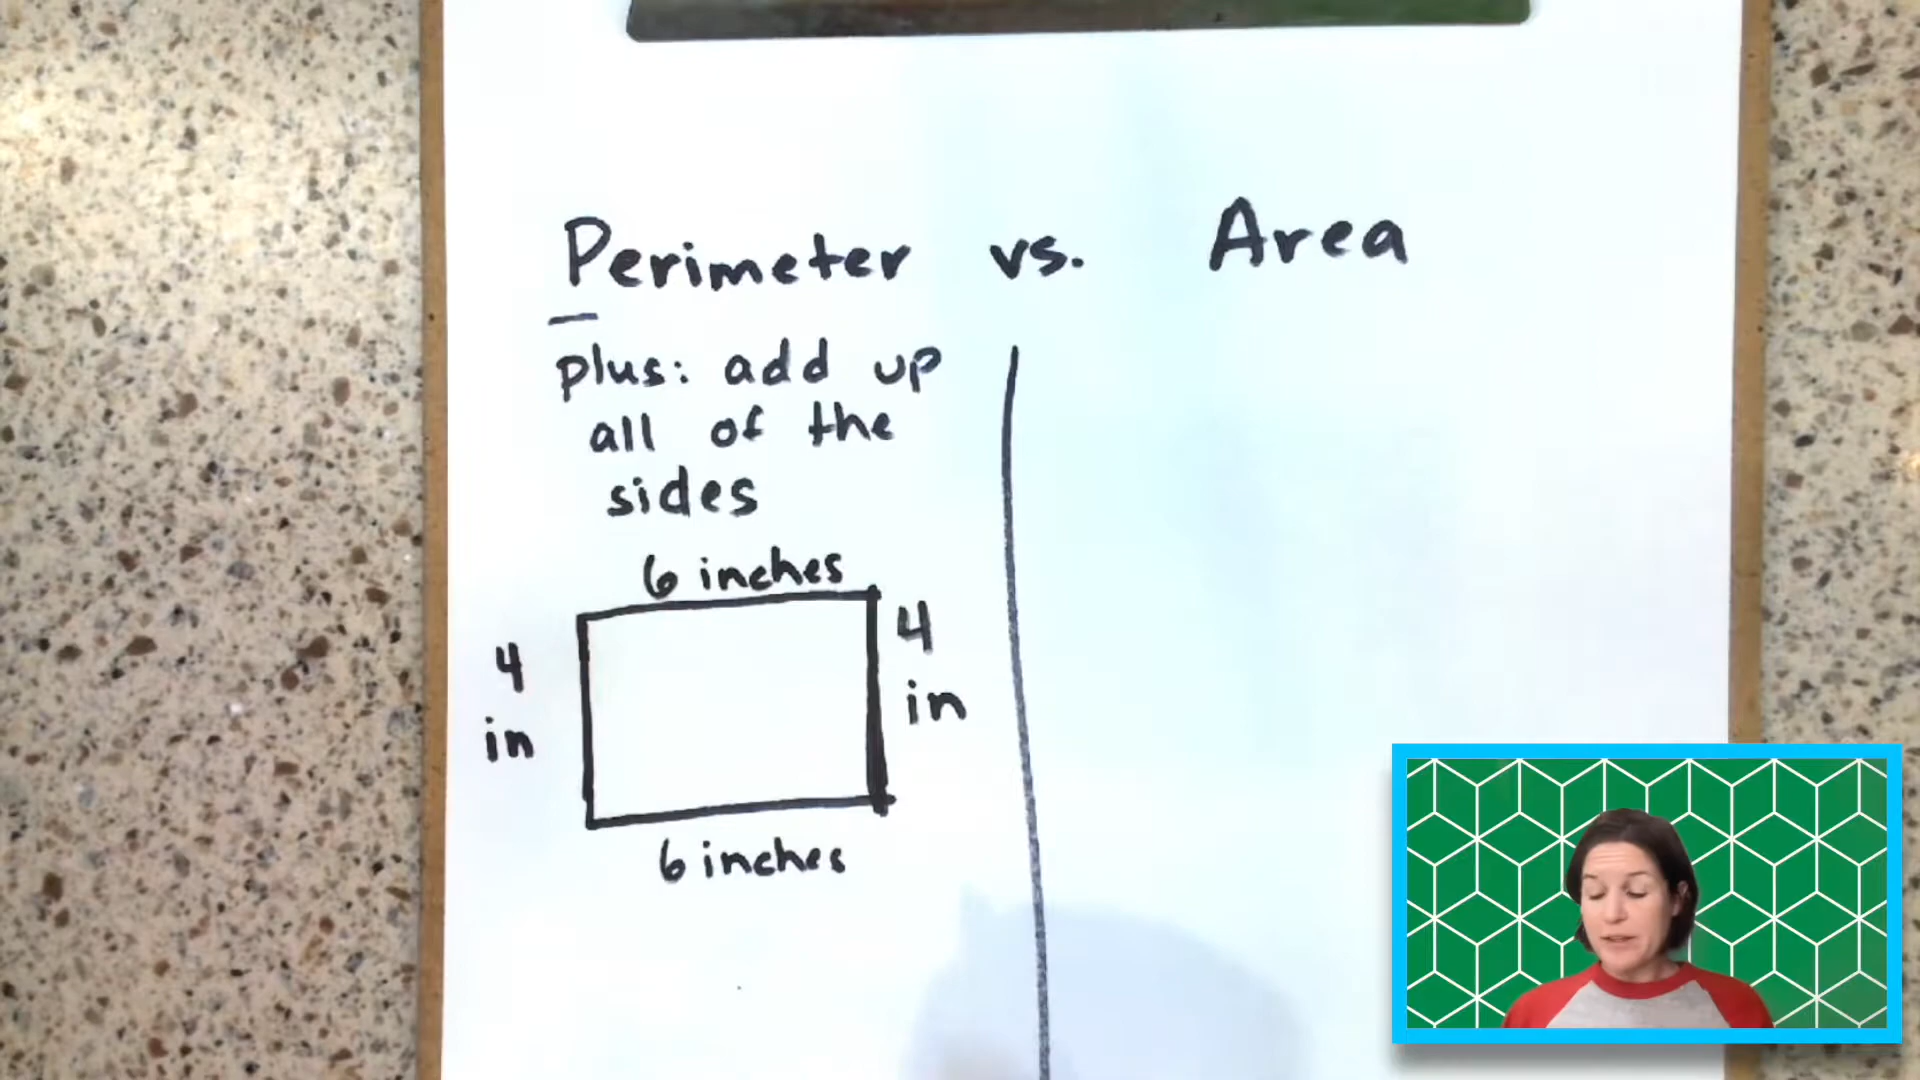 Perimeter vs. Area
plus: add up
all of the
sides
6 inches
4
in
4
in
6 inches